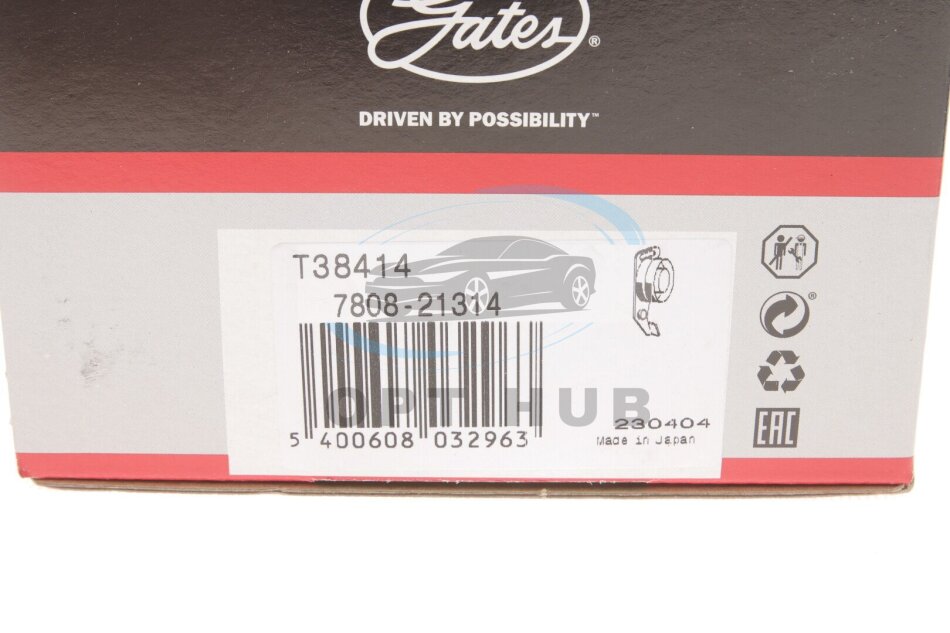 Gates®
DRIVEN BY POSSIBILITY™
T38414
7808-21314
5 400608 032963
OPT HUB
230404
Made in Japan
®
EAC